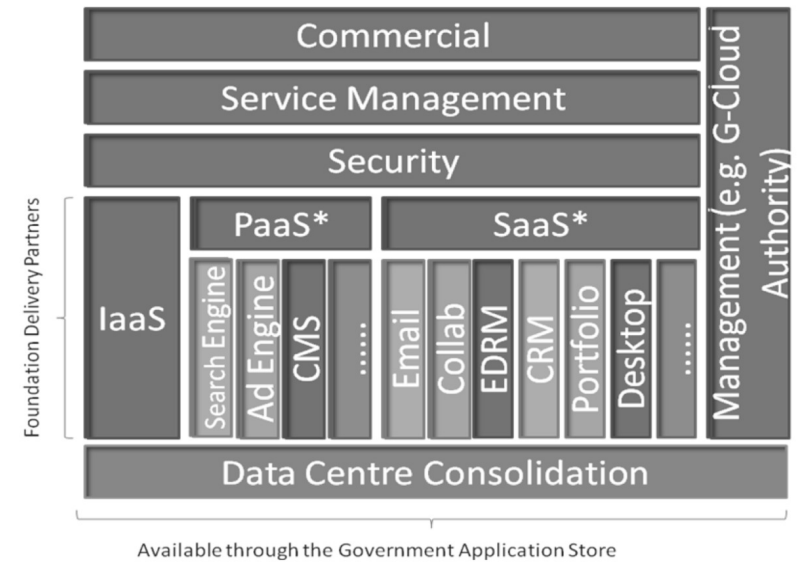 Commercial
Service Management
Security
Management (e.g. G-Cloud
Authority)
Foundation Delivery Partners
IaaS
PaaS*
SaaS*
Search Engine
Ad Engine
CMS
......
Email
Collab
EDRM
CRM
Portfolio
Desktop
......
Data Centre Consolidation
Available through the Government Application Store